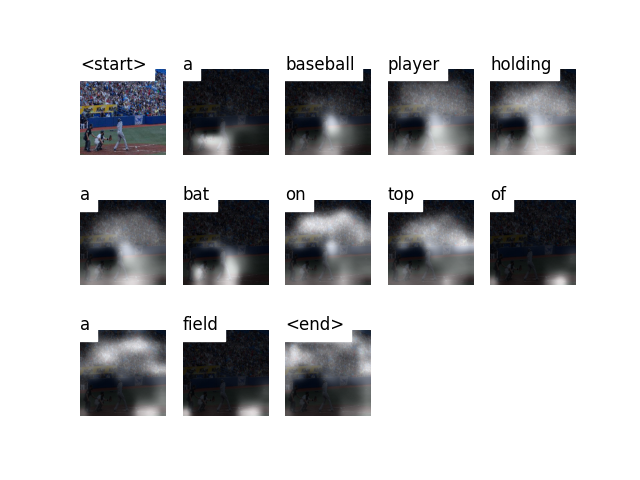 <start> a baseball player holding
a bat on top of
a field <end>